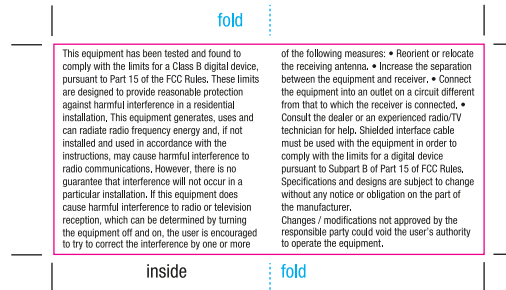 fold
This equipment has been tested and found to
comply with the limits for a Class B digital device,
pursuant to Part 15 of the FCC Rules. These limits
are designed to provide reasonable protection
against harmful interference in a residential
installation. This equipment generates, uses and
can radiate radio frequency energy and, if not
installed and used in accordance with the
instructions, may cause harmful interference to
radio communications. However, there is no
guarantee that interference will not occur in a
particular installation. If this equipment does
cause harmful interference to radio or television
reception, which can be determined by turning
the equipment off and on, the user is encouraged
to try to correct the interference by one or more
of the following measures: • Reorient or relocate
the receiving antenna. • Increase the separation
between the equipment and receiver. • Connect
the equipment into an outlet on a circuit different
from that to which the receiver is connected. •
Consult the dealer or an experienced radio/TV
technician for help. Shielded interface cable
must be used with the equipment in order to
comply with the limits for a digital device
pursuant to Subpart B of Part 15 of FCC Rules.
Specifications and designs are subject to change
without any notice or obligation on the part of
the manufacturer.
Changes / modifications not approved by the
responsible party could void the user's authority
to operate the equipment.
inside
fold